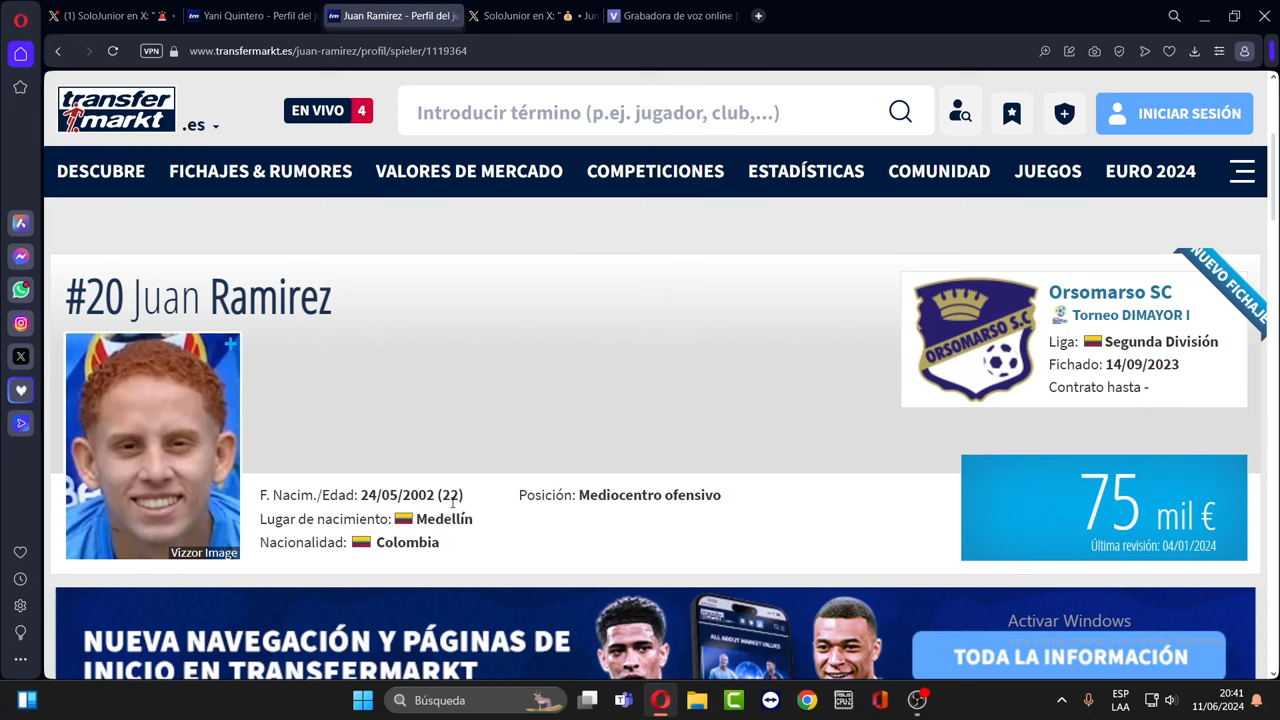 (1) SoloJunior en X: "🚨
Yani Quintero - Perfil del j
Juan Ramirez - Perfil del ju
SoloJunior en X: "💰 • Jun
Grabadora de voz online |
VPN
www.transfermarkt.es/juan-ramirez/profil/spieler/1119364
transfer
markt
.es
EN VIVO 4
Introducir término (p.ej. jugador, club,...)
INICIAR SESIÓN
DESCUBRE
FICHAJES & RUMORES
VALORES DE MERCADO
COMPETICIONES
ESTADÍSTICAS
COMUNIDAD
JUEGOS
EURO 2024
#20 Juan Ramirez
Vizzor Image
F. Nacim./Edad: 24/05/2002 (22)
Lugar de nacimiento: Medellín
Nacionalidad: Colombia
Posición: Mediocentro ofensivo
ORSOMARSO S.C
NUEVO FICHAJE
Orsomarso SC
Torneo DIMAYOR I
Liga: Segunda División
Fichado: 14/09/2023
Contrato hasta -
75 mil €
Última revisión: 04/01/2024
NUEVA NAVEGACIÓN Y PÁGINAS DE
INICIO EN TRANSFERMARKT
ALL ABOUT MARKET VALUES
TODA LA INFORMACIÓN
Activar Windows
Búsqueda
ESP
LAA
20:41
11/06/2024